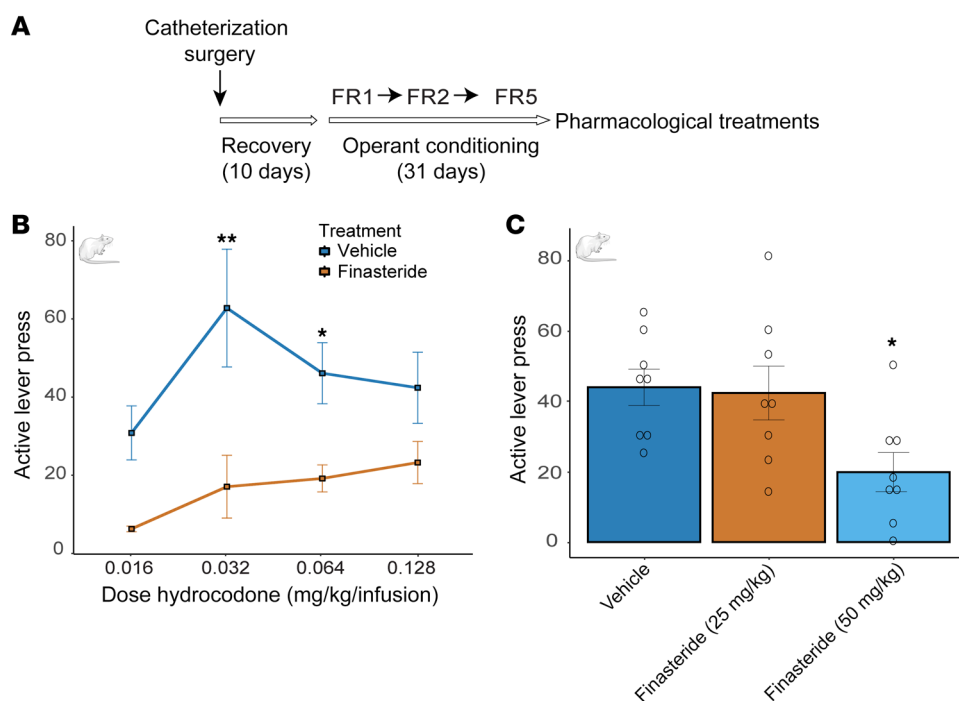 A
Catheterization
surgery
FR1 → FR2 → FR5
Pharmacological treatments
Recovery
(10 days)
Operant conditioning
(31 days)
B
Active lever press
80
60
40
20
0
**
*
Treatment
Vehicle
Finasteride
0.016 0.032 0.064 0.128
Dose hydrocodone (mg/kg/infusion)
C
Active lever press
80
60
40
20
0
*
Vehicle
Finasteride (25 mg/kg)
Finasteride (50 mg/kg)